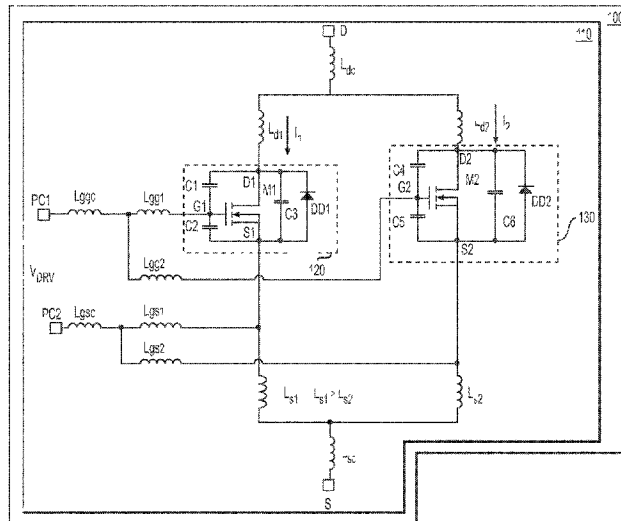 100
110
D
Ldc
Ld1
I1
Ld2
I2
D1
D2
C1
M1
C4
M2
G1
G2
C3
DD1
C6
DD2
C2
C5
S1
S2
120
130
PC1
Lggc
Lgg1
Lgg2
VDRV
PC2
Lgsc
Lgs1
Lgs2
Ls1
Ls1 > Ls2
Ls2
S